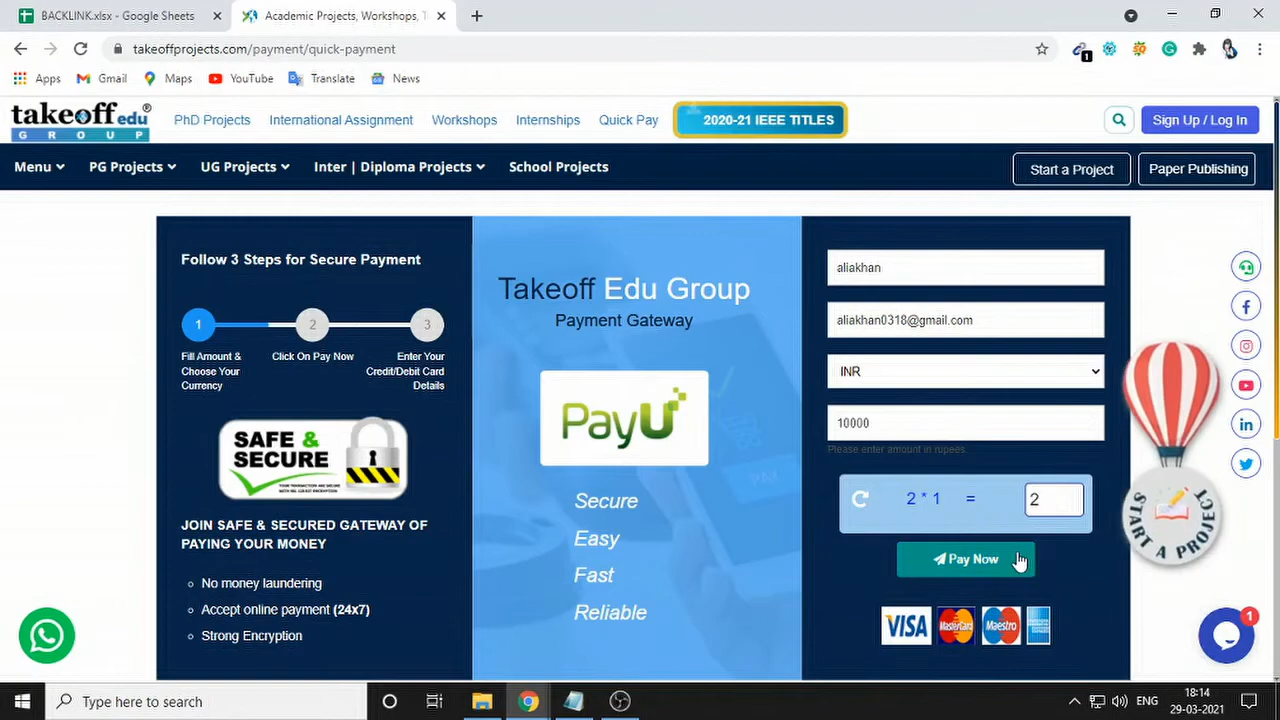 BACKLINK.xlsx - Google Sheets
Academic Projects, Workshops, T
takeoffprojects.com/payment/quick-payment
1
Apps
Gmail
Maps
YouTube
Translate
News
takeoff edu ®
GROUP
PhD Projects
International Assignment
Workshops
Internships
Quick Pay
2020-21 IEEE TITLES
Sign Up / Log In
Menu
PG Projects
UG Projects
Inter | Diploma Projects
School Projects
Start a Project
Paper Publishing
Follow 3 Steps for Secure Payment
1
2
3
Fill Amount &
Choose Your
Currency
Click On Pay Now
Enter Your
Credit/Debit Card
Details
SAFE &
SECURE
JOIN SAFE & SECURED GATEWAY OF
PAYING YOUR MONEY
No money laundering
Accept online payment (24x7)
Strong Encryption
Takeoff Edu Group
Payment Gateway
PayU
Secure
Easy
Fast
Reliable
aliakhan
aliakhan0318@gmail.com
INR
10000
Please enter amount in rupees.
2 * 1 = 2
Pay Now
VISA
MasterCard
Maestro
START A PROJECT
1
Type here to search
ENG
18:14
29-03-2021